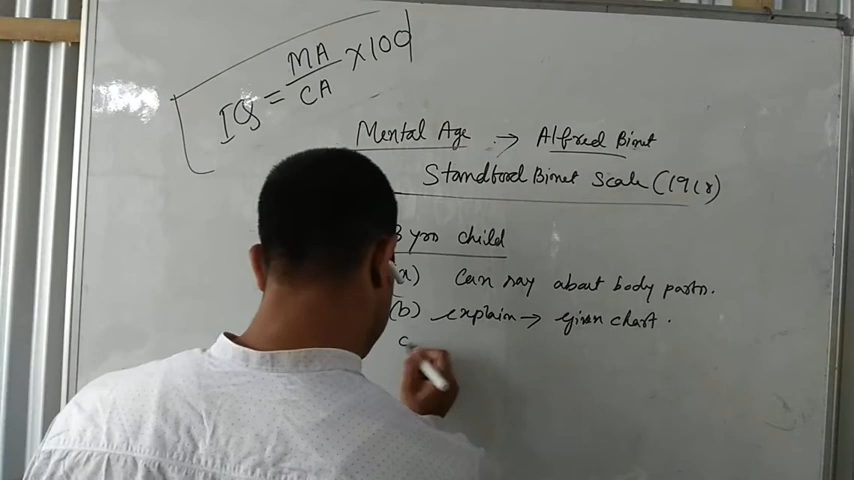 IQ = MA/CA × 100
Mental Age → Alfred Binet
Standford Binet Scale (1918)
3 yrs child
(a) Can say about body parts.
(b) explain → given chart.
c